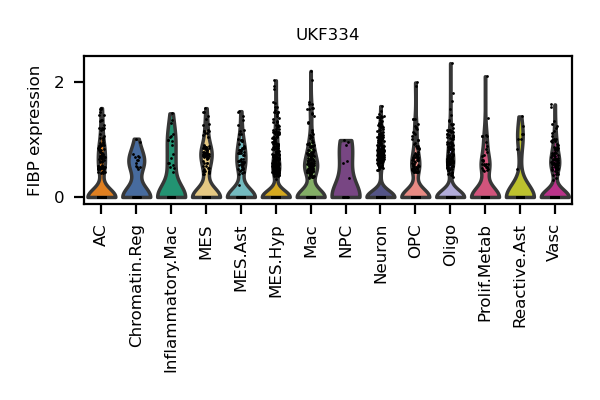 UKF334
FIBP expression
2
0
AC
Chromatin.Reg
Inflammatory.Mac
MES
MES.Ast
MES.Hyp
Mac
NPC
Neuron
OPC
Oligo
Prolif.Metab
Reactive.Ast
Vasc